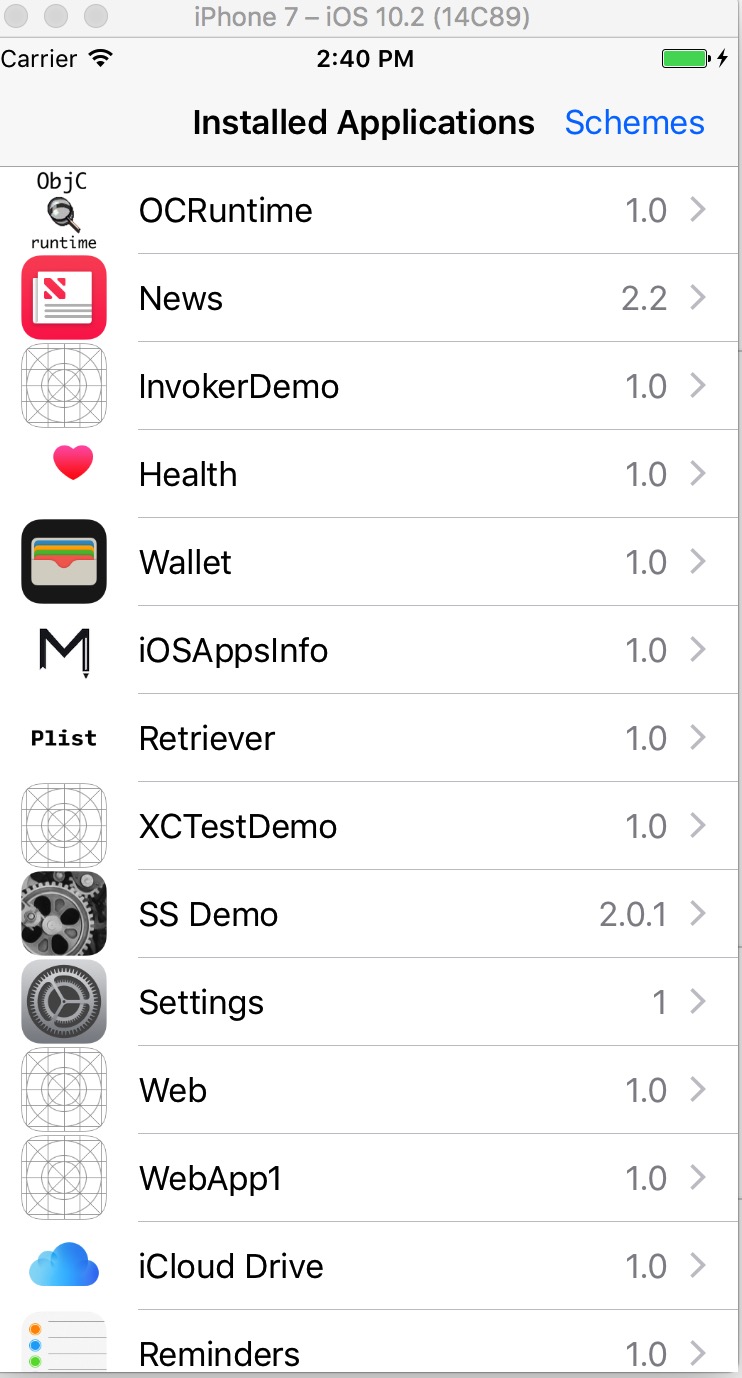 iPhone 7 – iOS 10.2 (14C89)
Carrier 2:40 PM
Installed Applications Schemes
ObjC
runtime
OCRuntime 1.0
News 2.2
InvokerDemo 1.0
Health 1.0
Wallet 1.0
iOSAppsInfo 1.0
Plist
Retriever 1.0
XCTestDemo 1.0
SS Demo 2.0.1
Settings 1
Web 1.0
WebApp1 1.0
iCloud Drive 1.0
Reminders 1.0